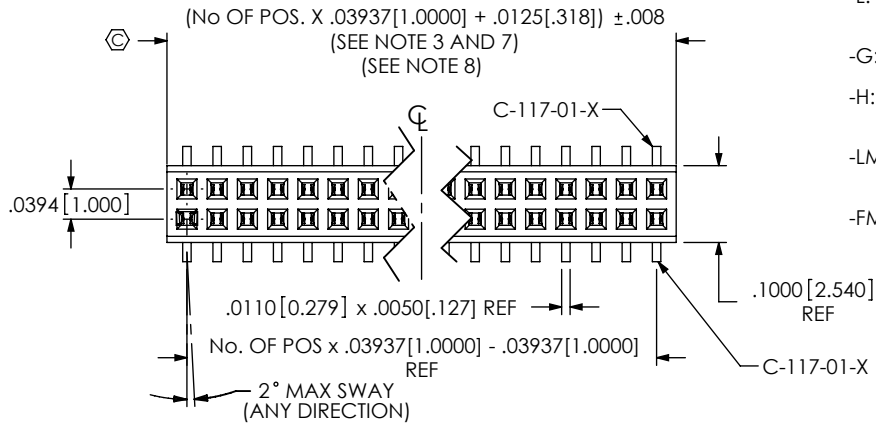 (No OF POS. X .03937[1.0000] + .0125[.318]) ±.008
(SEE NOTE 3 AND 7)
(SEE NOTE 8)
C
C-117-01-X
℄
.0394 [1.000]
-G:
-H:
-LM
-FM
.0110 [0.279] x .0050[.127] REF
.1000 [2.540]
REF
No. OF POS x .03937[1.0000] - .03937[1.0000]
REF
C-117-01-X
2° MAX SWAY
(ANY DIRECTION)